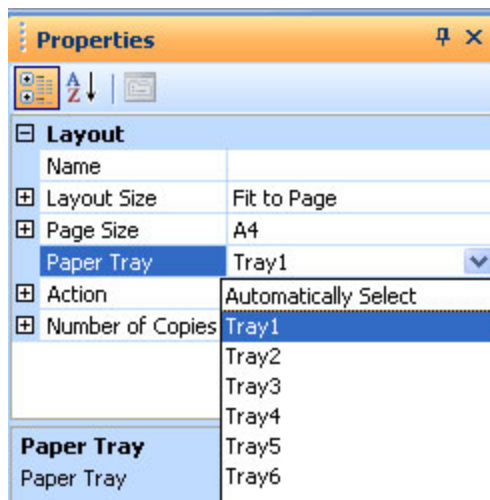 Properties
A
Z
Layout
Name
Layout Size Fit to Page
Page Size A4
Paper Tray Tray1
Action Automatically Select
Number of Copies Tray1
Tray2
Tray3
Tray4
Paper Tray Tray5
Paper Tray Tray6